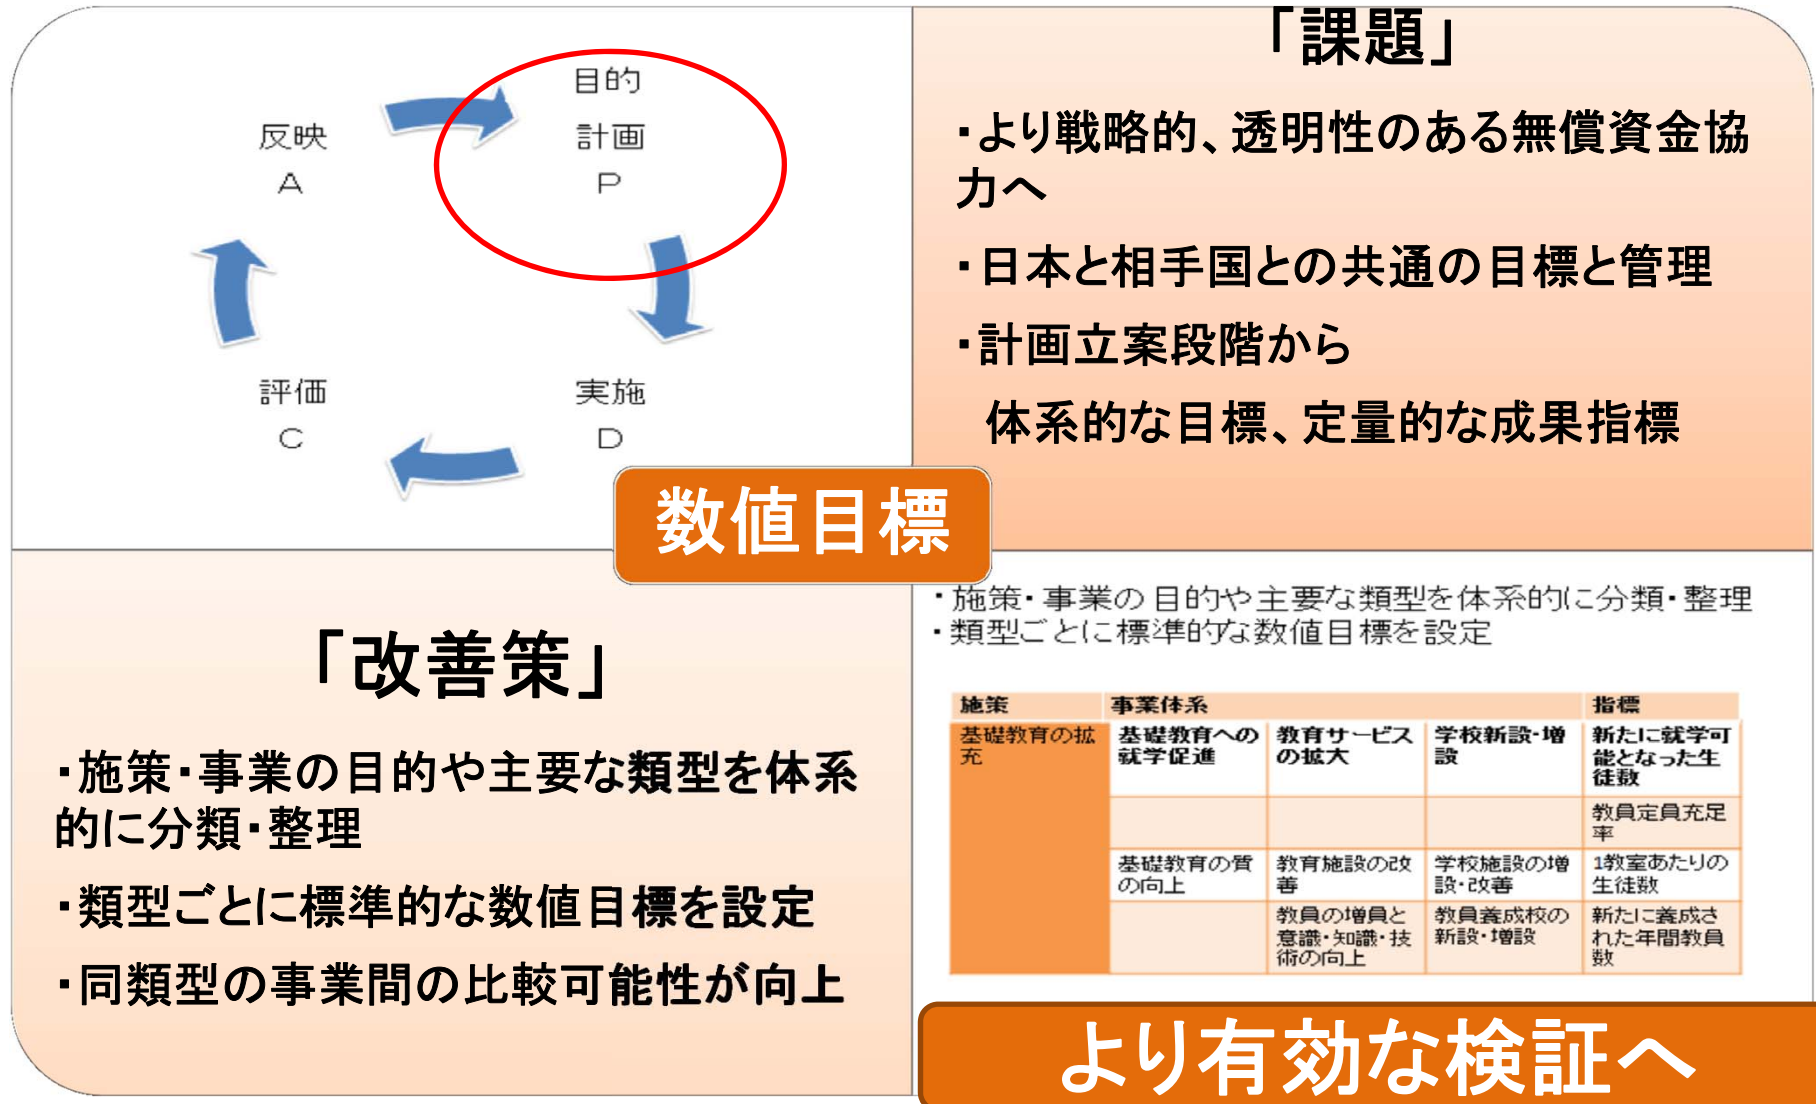 目的
計画
P
反映
A
評価
C
実施
D
「課題」
・より戦略的、透明性のある無償資金協
力へ
・日本と相手国との共通の目標と管理
・計画立案段階から
体系的な目標、定量的な成果指標
数値目標
「改善策」
・施策・事業の目的や主要な類型を体系
的に分類・整理
・類型ごとに標準的な数値目標を設定
・同類型の事業間の比較可能性が向上
・施策・事業の目的や主要な類型を体系的に分類・整理
・類型ごとに標準的な数値目標を設定
施策 事業体系 指標
基礎教育の拡
充
基礎教育への
就学促進
教育サービス
の拡大
学校新設・増
設
新たに就学可
能となった生
徒数
教員定員充足
率
基礎教育の質
の向上
教育施設の改
善
学校施設の増
設・改善
1教室あたりの
生徒数
教員の増員と
意識・知識・技
術の向上
教員養成校の
新設・増設
新たに養成さ
れた年間教員
数
より有効な検証へ